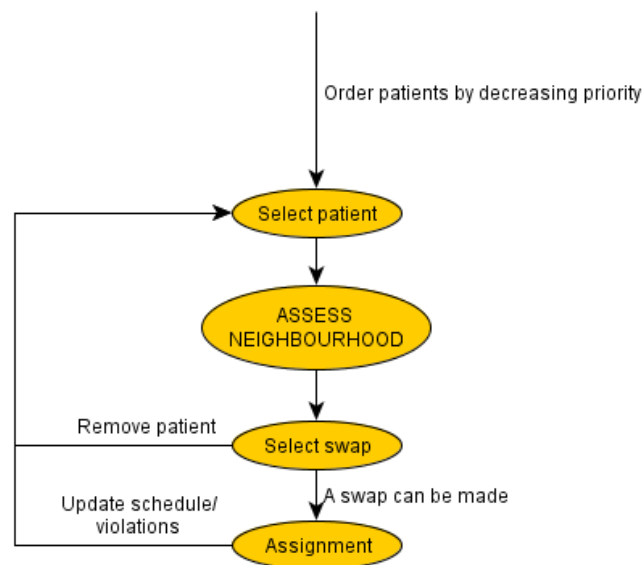 Order patients by decreasing priority
Select patient
ASSESS
NEIGHBOURHOOD
Remove patient
Select swap
A swap can be made
Update schedule/
violations
Assignment